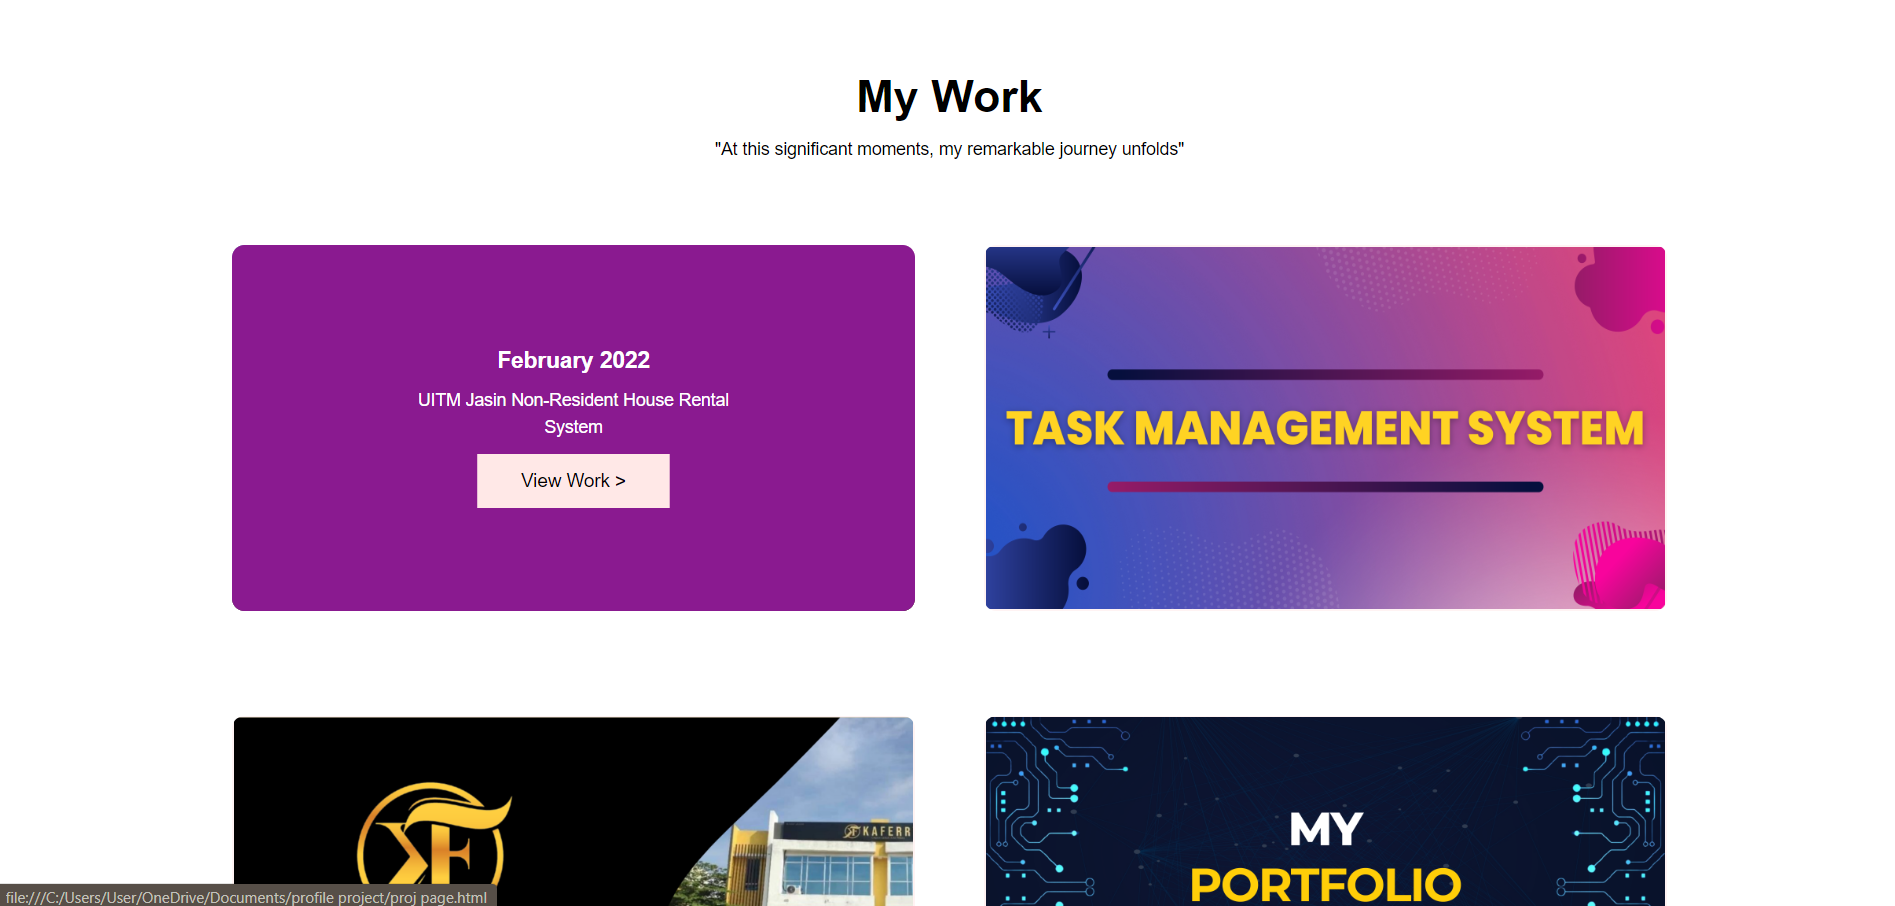 My Work
"At this significant moments, my remarkable journey unfolds"
February 2022
UITM Jasin Non-Resident House Rental
System
View Work >
TASK MANAGEMENT SYSTEM
KF
KAFERR
MY
PORTFOLIO
file:///C:/Users/User/OneDrive/Documents/profile project/proj page.html